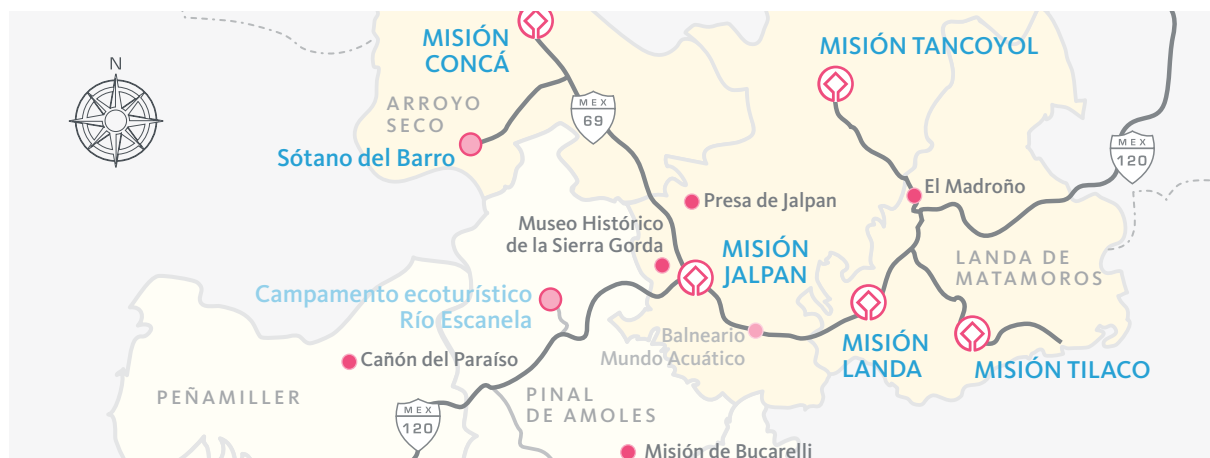 MISIÓN
CONCÁ
MISIÓN TANCOYOL
N
ARROYO
SECO
MEX
69
Sótano del Barro
MEX
120
El Madroño
Presa de Jalpan
Museo Histórico
de la Sierra Gorda
MISIÓN
JALPAN
LANDA DE
MATAMOROS
Campamento ecoturístico
Río Escanela
Balneario
Mundo Acuático
MISIÓN
LANDA
MISIÓN TILACO
Cañón del Paraíso
PEÑAMILLER
PINAL
DE AMOLES
MEX
120
Misión de Bucarelli